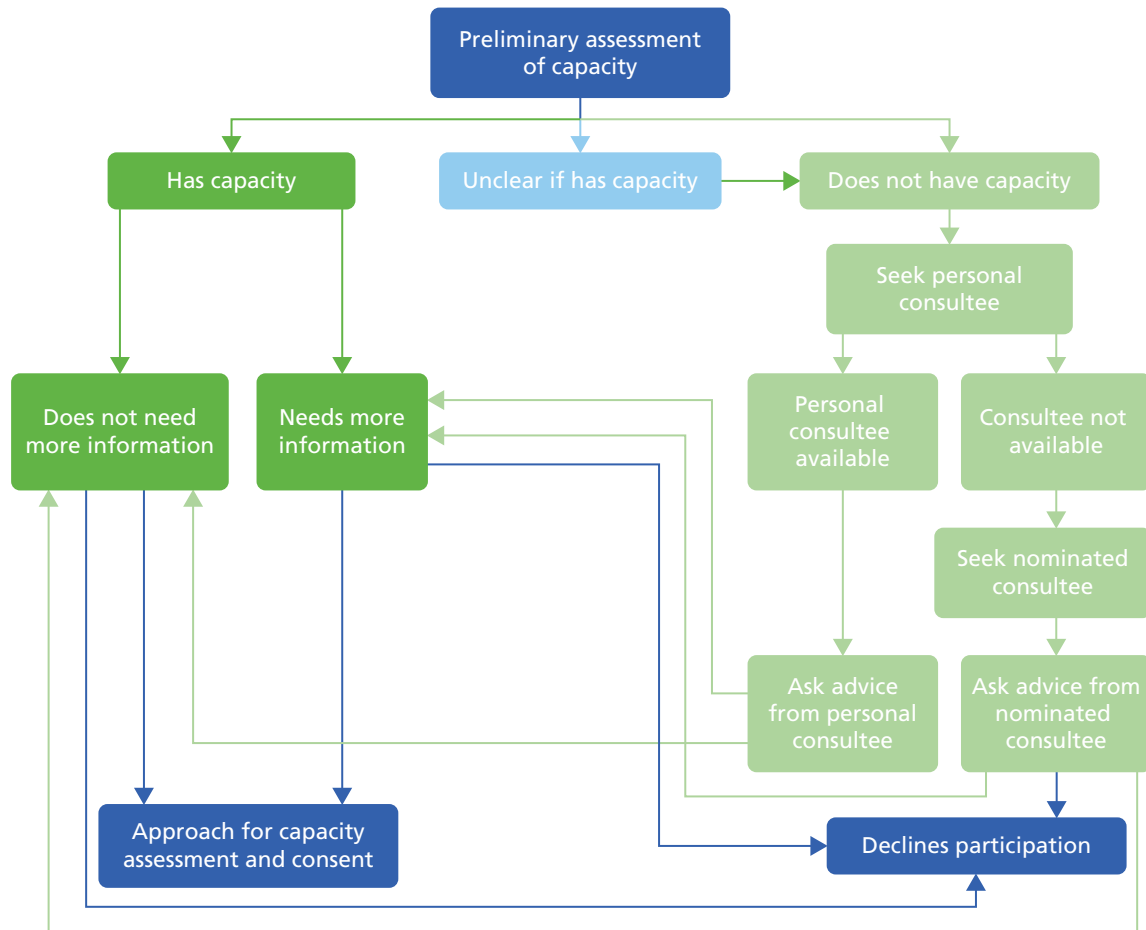 Preliminary assessment
of capacity
Has capacity
Unclear if has capacity
Does not have capacity
Seek personal
consultee
Does not need
more information
Needs more
information
Personal
consultee
available
Consultee not
available
Seek nominated
consultee
Ask advice
from personal
consultee
Ask advice from
nominated
consultee
Approach for capacity
assessment and consent
Declines participation